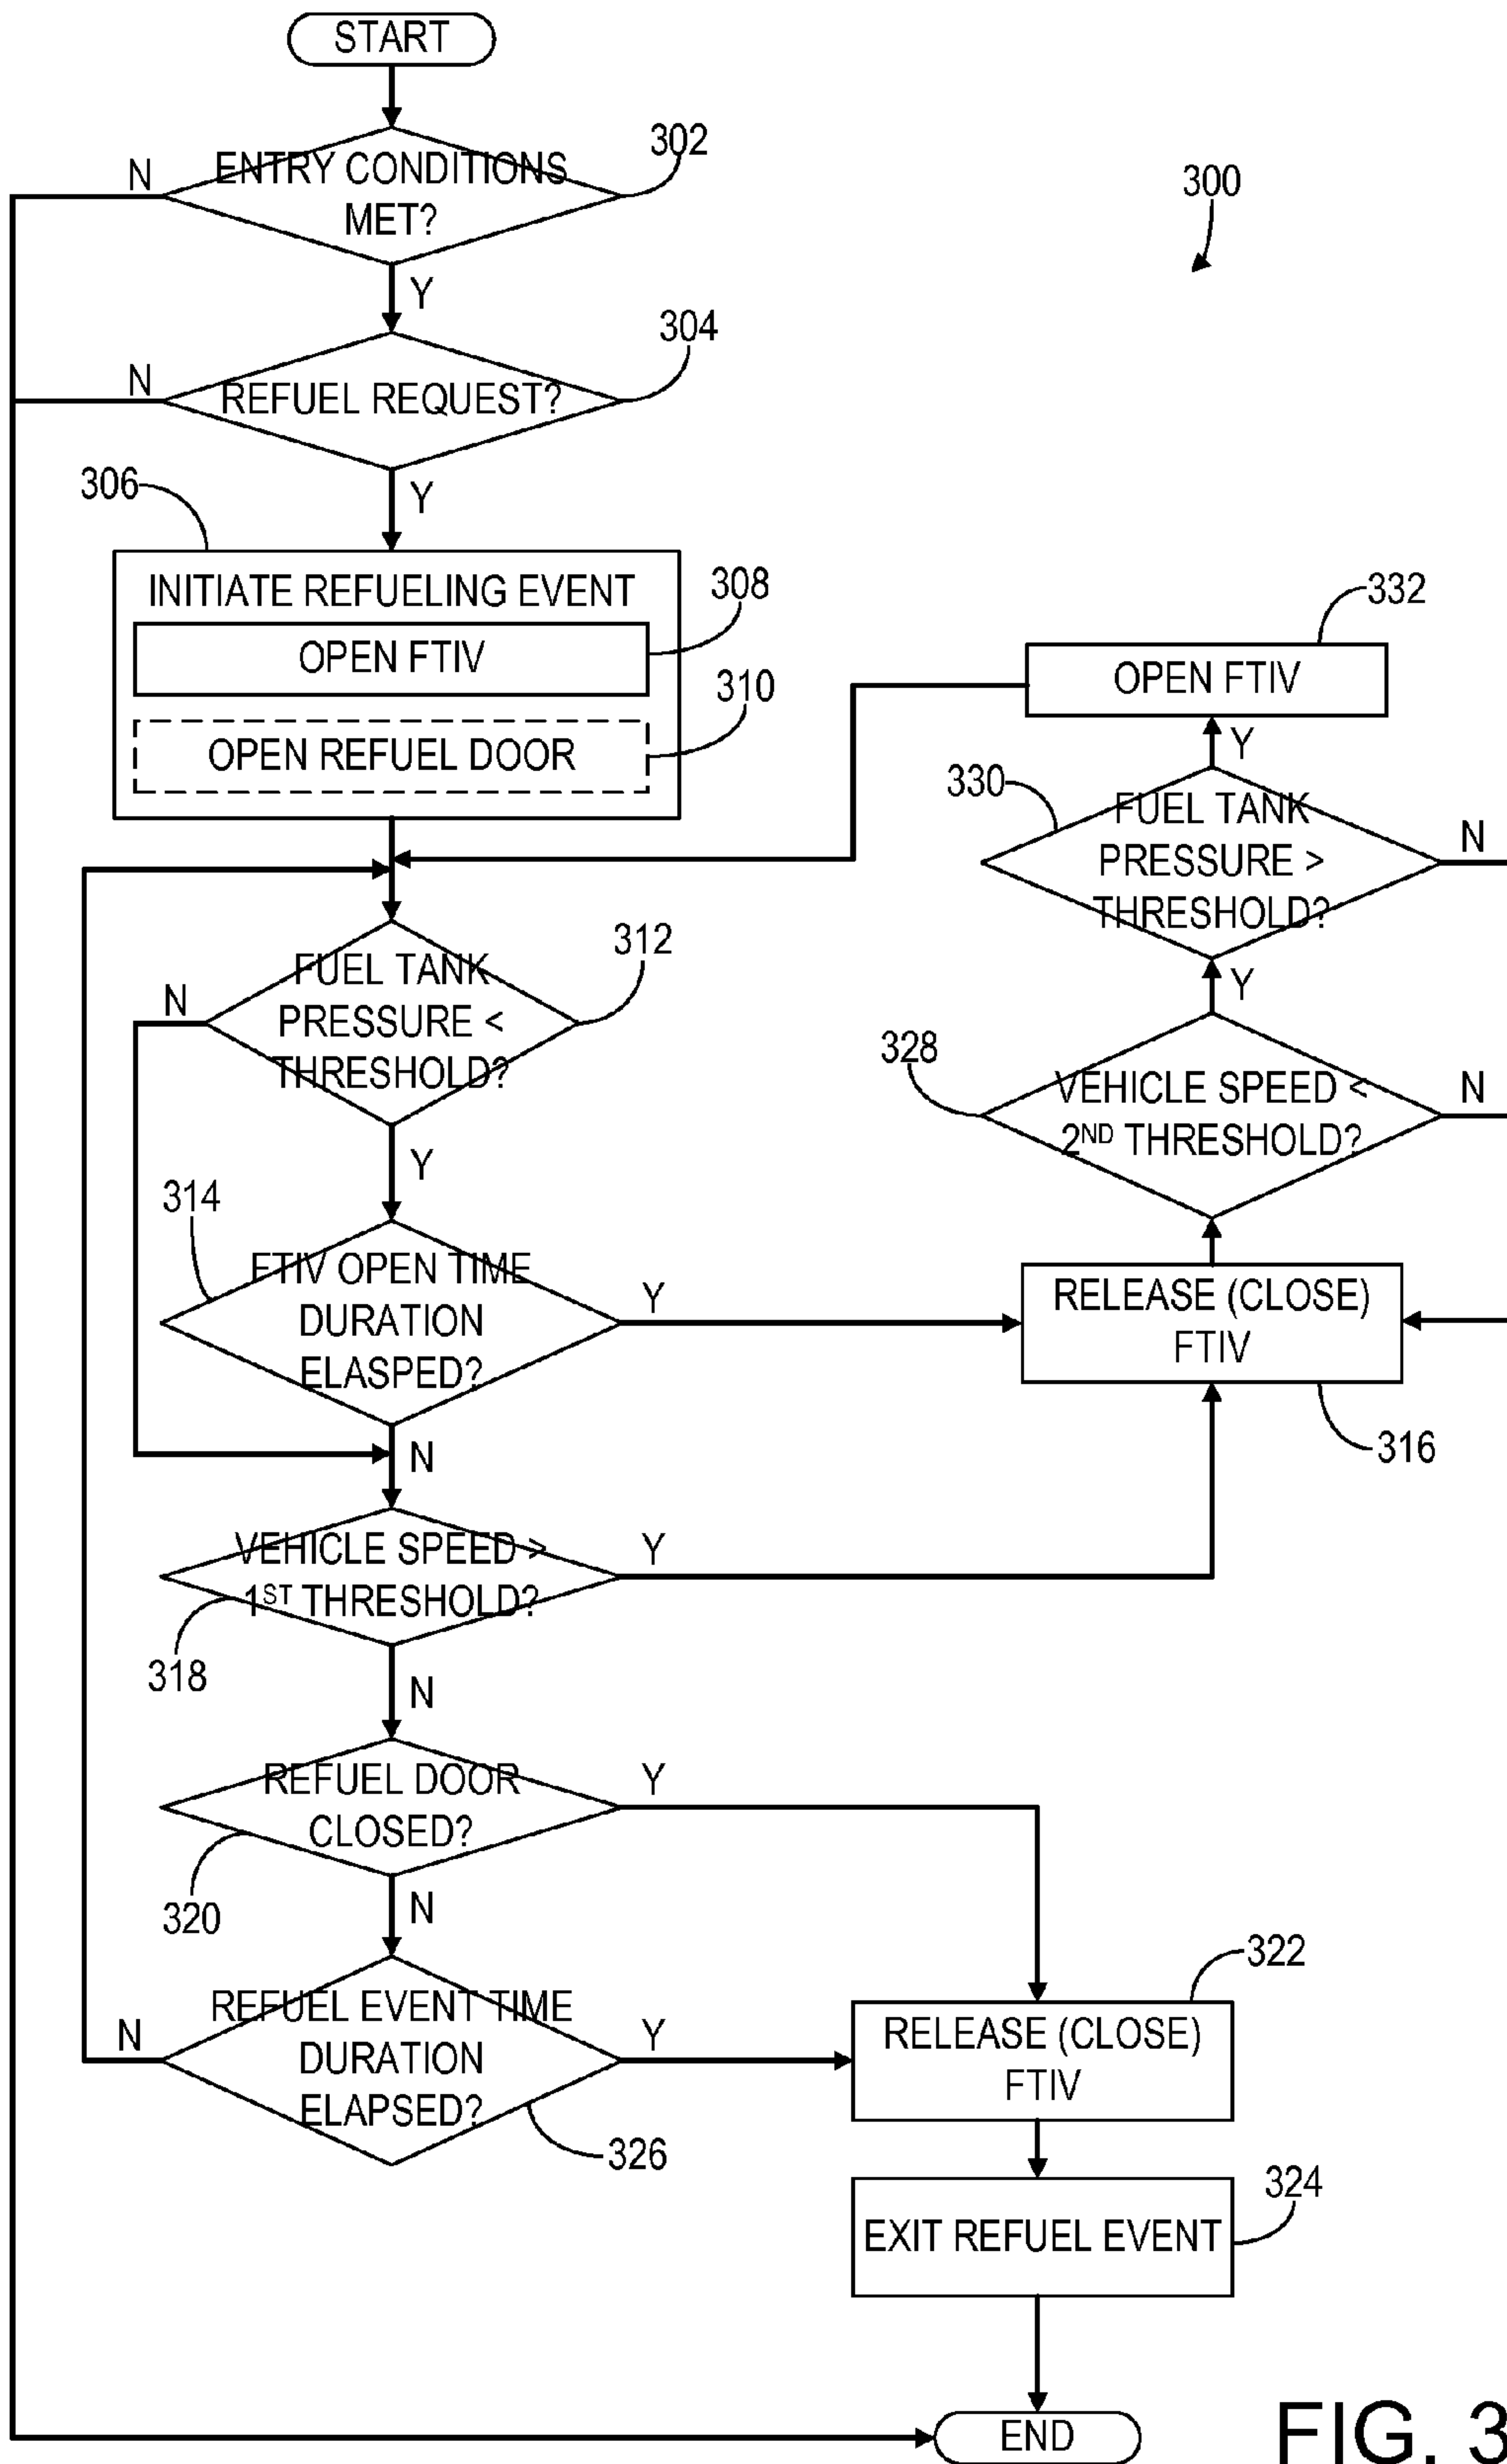 START
ENTRY CONDITIONS
MET?
302
N
Y
300
304
REFUEL REQUEST?
N
Y
306
INITIATE REFUELING EVENT
308
OPEN FTIV
310
OPEN REFUEL DOOR
332
OPEN FTIV
Y
330
FUEL TANK
PRESSURE >
THRESHOLD?
N
Y
312
FUEL TANK
PRESSURE <
THRESHOLD?
N
Y
328
VEHICLE SPEED <
2ND THRESHOLD?
N
314
FTIV OPEN TIME
DURATION
ELASPED?
Y
N
RELEASE (CLOSE)
FTIV
316
VEHICLE SPEED >
1ST THRESHOLD?
Y
318
N
REFUEL DOOR
CLOSED?
Y
320
N
REFUEL EVENT TIME
DURATION
ELAPSED?
N
Y
326
322
RELEASE (CLOSE)
FTIV
324
EXIT REFUEL EVENT
END
FIG. 3